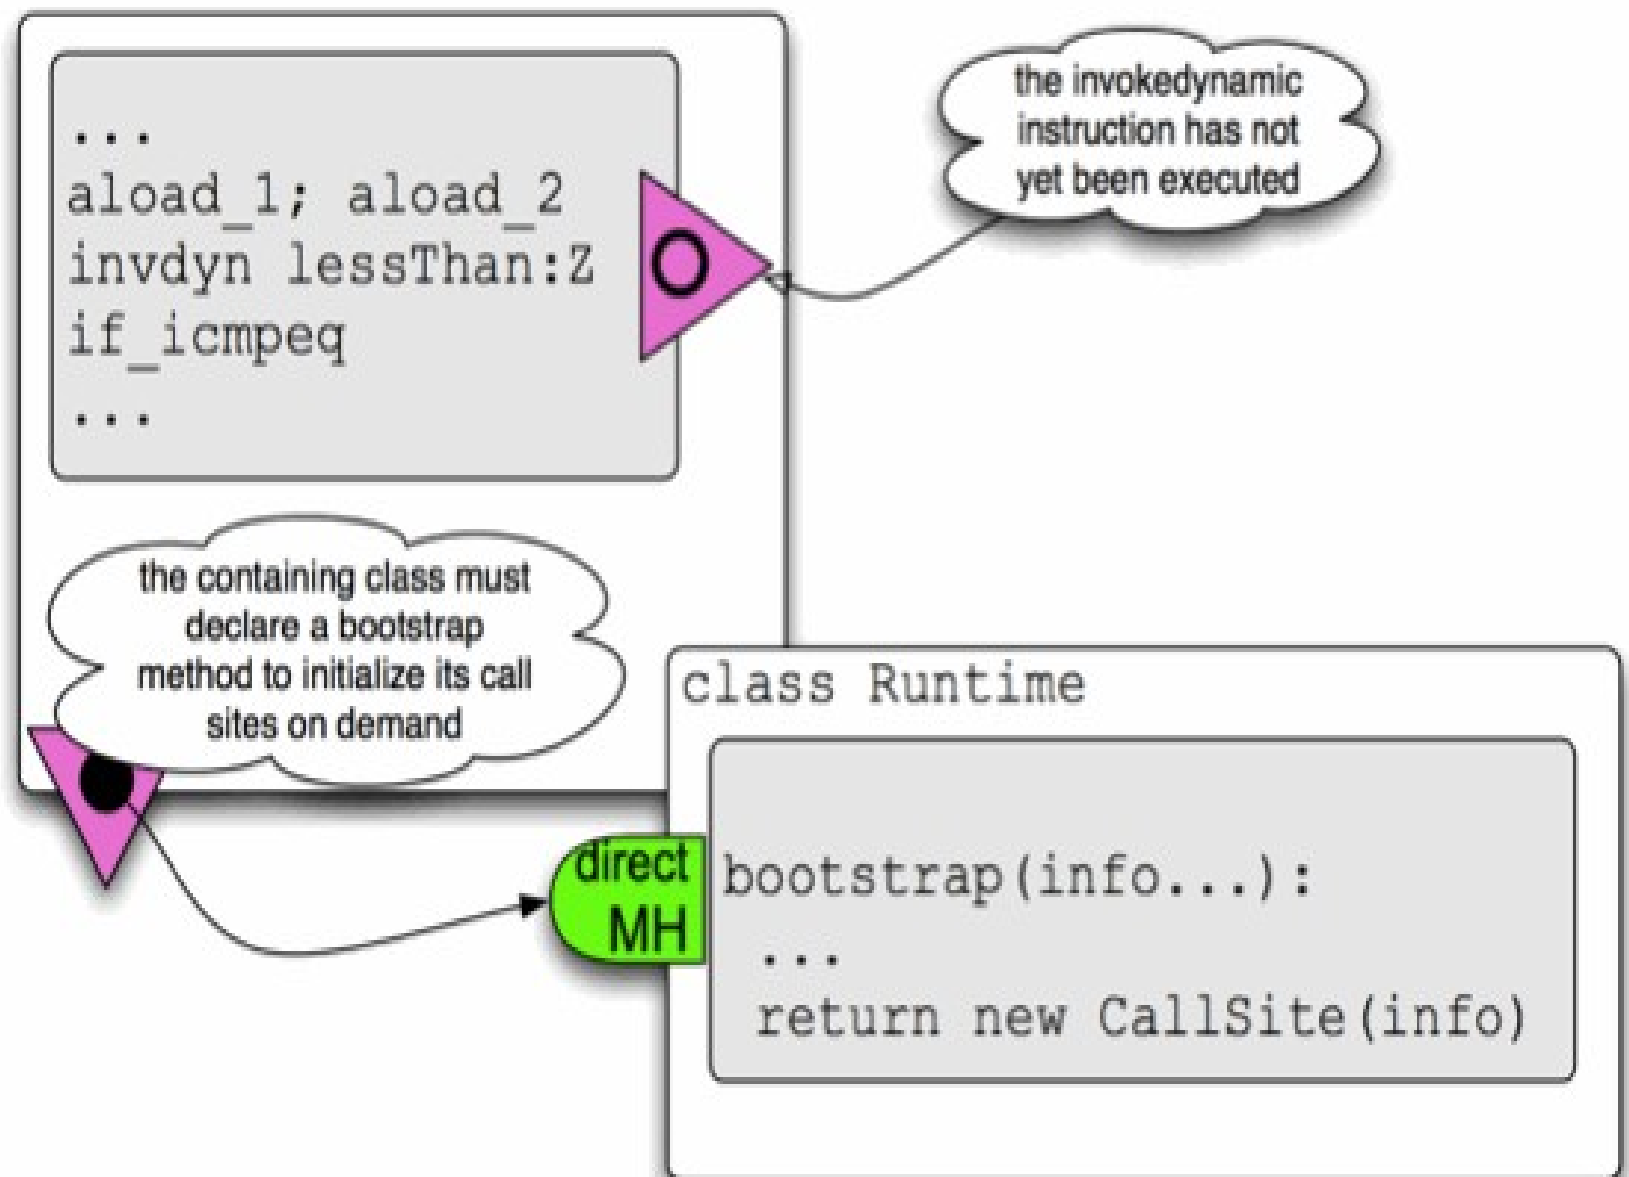 ...
aload_1; aload_2
invdyn lessThan:Z
if_icmpeq
...
the invokedynamic
instruction has not
yet been executed
the containing class must
declare a bootstrap
method to initialize its call
sites on demand
class Runtime
direct
MH
bootstrap(info...):
...
return new CallSite(info)